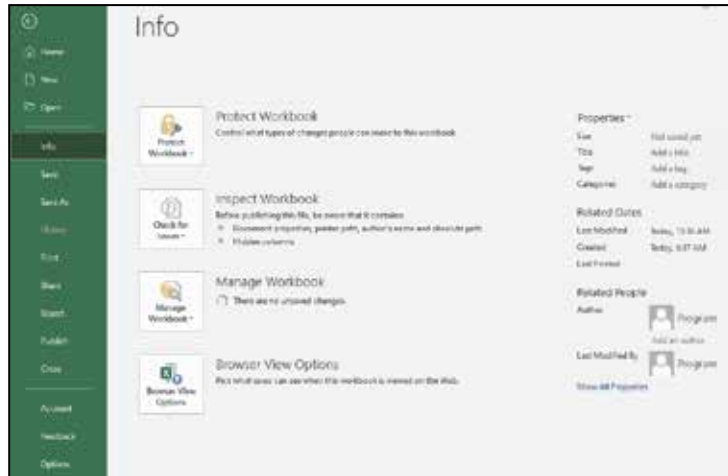 Info
Home
New
Open
Info
Save
Save As
History
Print
Share
Export
Publish
Close
Account
Feedback
Options
Protect Workbook
Protect Workbook
Control what types of changes people can make to this workbook.
Inspect Workbook
Check for Issues
Before publishing this file, be aware that it contains:
Document properties, printer path, author's name and absolute path
Hidden columns
Manage Workbook
Manage Workbook
There are no unsaved changes.
Browser View Options
Browser View Options
Pick what users can see when this workbook is viewed on the Web.
Properties
Size Not saved yet
Title Add a title
Tags Add a tag
Categories Add a category
Related Dates
Last Modified Today,
Created Today,
Last Printed
Related People
Author Program
Add an author
Last Modified By Program
Show All Properties